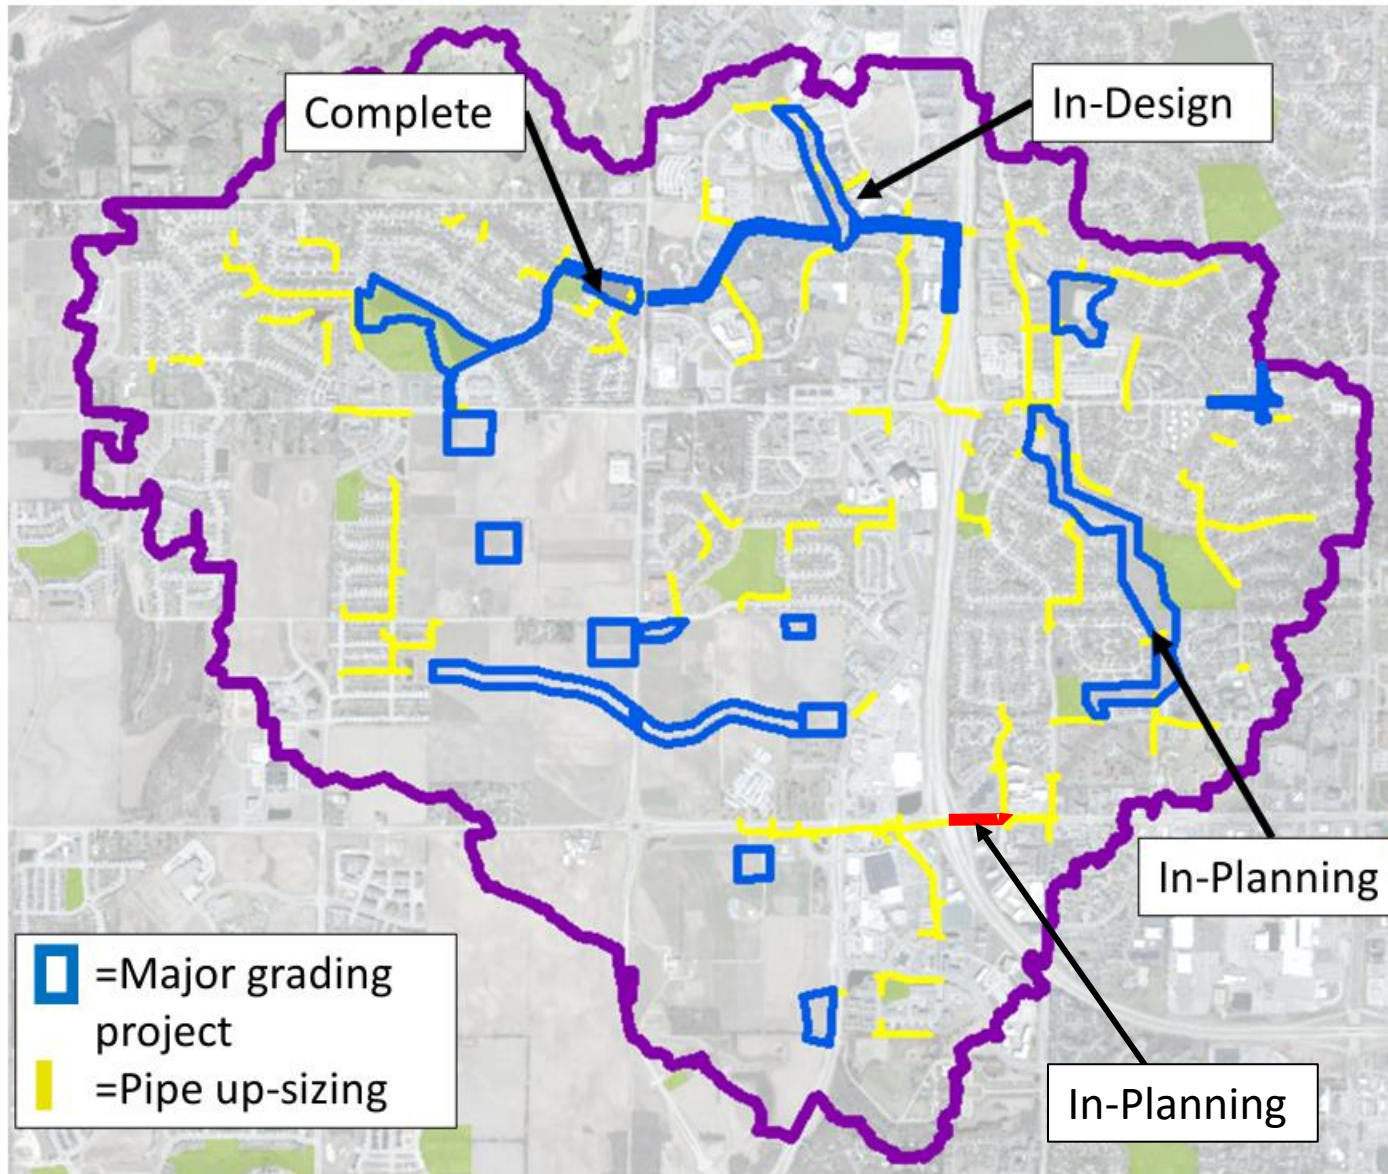 Complete
In-Design
In-Planning
=Major grading
project
=Pipe up-sizing
In-Planning